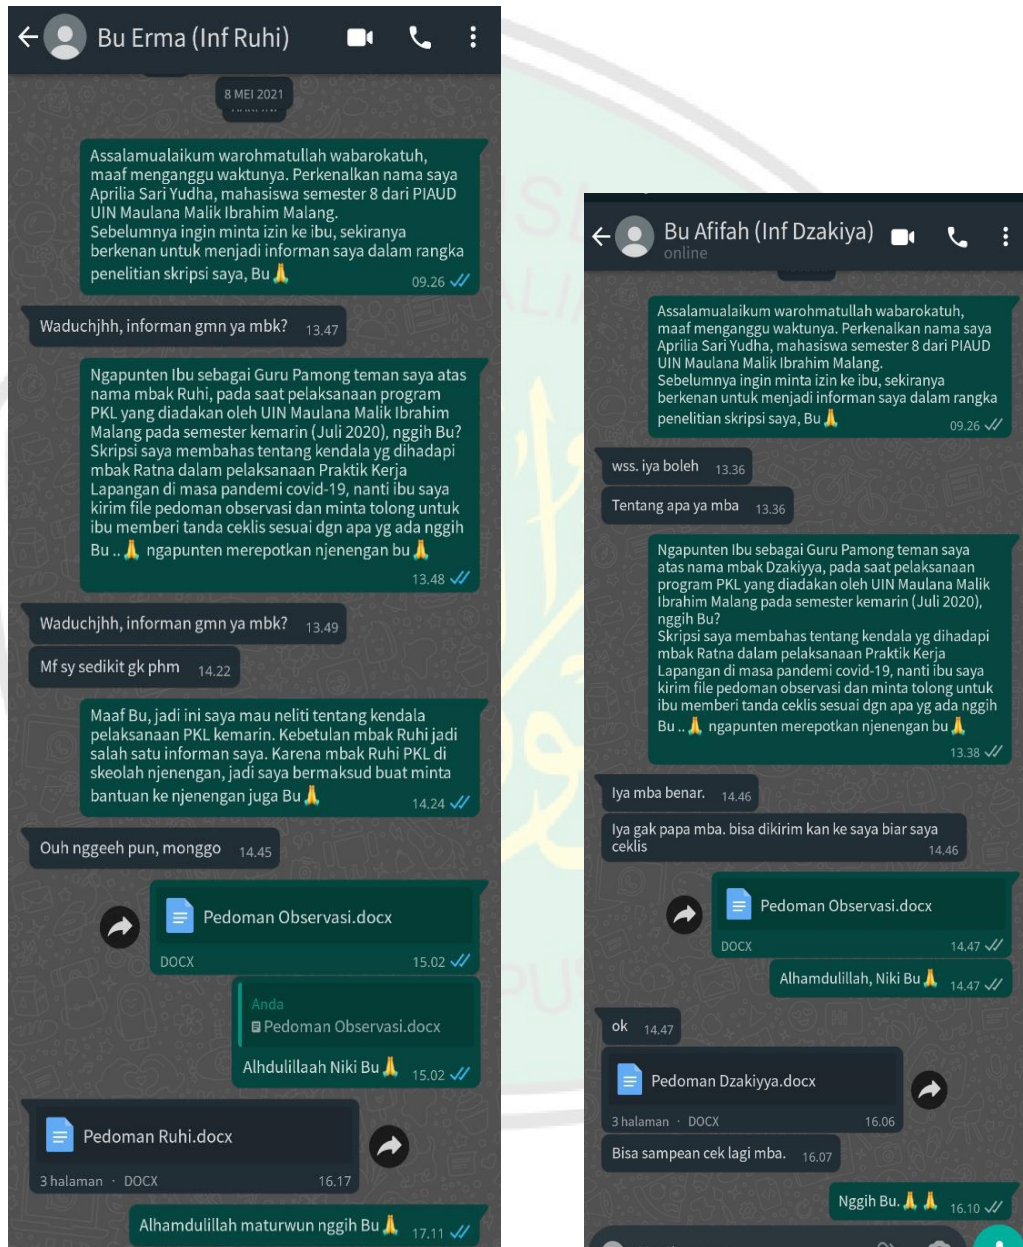 Bu Erma (Inf Ruhi)
8 MEI 2021
Assalamualaikum warohmatullah wabarokatuh,
maaf menganggu waktunya. Perkenalkan nama saya
Aprilia Sari Yudha, mahasiswa semester 8 dari PIAUD
UIN Maulana Malik Ibrahim Malang.
Sebelumnya ingin minta izin ke ibu, sekiranya
berkenan untuk menjadi informan saya dalam rangka
penelitian skripsi saya, Bu🙏
09.26
Waduchjhh, informan gmn ya mbk? 13.47
Ngapunten Ibu sebagai Guru Pamong teman saya atas
nama mbak Ruhi, pada saat pelaksanaan program
PKL yang diadakan oleh UIN Maulana Malik Ibrahim
Malang pada semester kemarin (Juli 2020), nggih Bu?
Skripsi saya membahas tentang kendala yg dihadapi
mbak Ratna dalam pelaksanaan Praktik Kerja
Lapangan di masa pandemi covid-19, nanti ibu saya
kirim file pedoman observasi dan minta tolong untuk
ibu memberi tanda ceklis sesuai dgn apa yg ada nggih
Bu ..🙏 ngapunten merepotkan njenengan bu🙏
13.48
Waduchjhh, informan gmn ya mbk? 13.49
Mf sy sedikit gk phm 14.22
Maaf Bu, jadi ini saya mau neliti tentang kendala
pelaksanaan PKL kemarin. Kebetulan mbak Ruhi jadi
salah satu informan saya. Karena mbak Ruhi PKL di
skeolah njenengan, jadi saya bermaksud buat minta
bantuan ke njenengan juga Bu🙏
14.24
Ouh nggeeh pun, monggo 14.45
Pedoman Observasi.docx
DOCX 15.02
Anda
Pedoman Observasi.docx
Alhdulillaah Niki Bu🙏 15.02
Pedoman Ruhi.docx
3 halaman · DOCX 16.17
Alhamdulillah maturwun nggih Bu🙏 17.11
Bu Afifah (Inf Dzakiya)
online
Assalamualaikum warohmatullah wabarokatuh,
maaf menganggu waktunya. Perkenalkan nama saya
Aprilia Sari Yudha, mahasiswa semester 8 dari PIAUD
UIN Maulana Malik Ibrahim Malang.
Sebelumnya ingin minta izin ke ibu, sekiranya
berkenan untuk menjadi informan saya dalam rangka
penelitian skripsi saya, Bu🙏
09.26
wss. iya boleh 13.36
Tentang apa ya mba 13.36
Ngapunten Ibu sebagai Guru Pamong teman saya
atas nama mbak Dzakiyya, pada saat pelaksanaan
program PKL yang diadakan oleh UIN Maulana Malik
Ibrahim Malang pada semester kemarin (Juli 2020),
nggih Bu?
Skripsi saya membahas tentang kendala yg dihadapi
mbak Ratna dalam pelaksanaan Praktik Kerja
Lapangan di masa pandemi covid-19, nanti ibu saya
kirim file pedoman observasi dan minta tolong untuk
ibu memberi tanda ceklis sesuai dgn apa yg ada nggih
Bu ..🙏 ngapunten merepotkan njenengan bu🙏
13.38
Iya mba benar. 14.46
Iya gak papa mba. bisa dikirim kan ke saya biar saya
ceklis 14.46
Pedoman Observasi.docx
DOCX 14.47
Alhamdulillah, Niki Bu🙏 14.47
ok 14.47
Pedoman Dzakiyya.docx
3 halaman · DOCX 16.06
Bisa sampean cek lagi mba. 16.07
Nggih Bu.🙏🙏 16.10